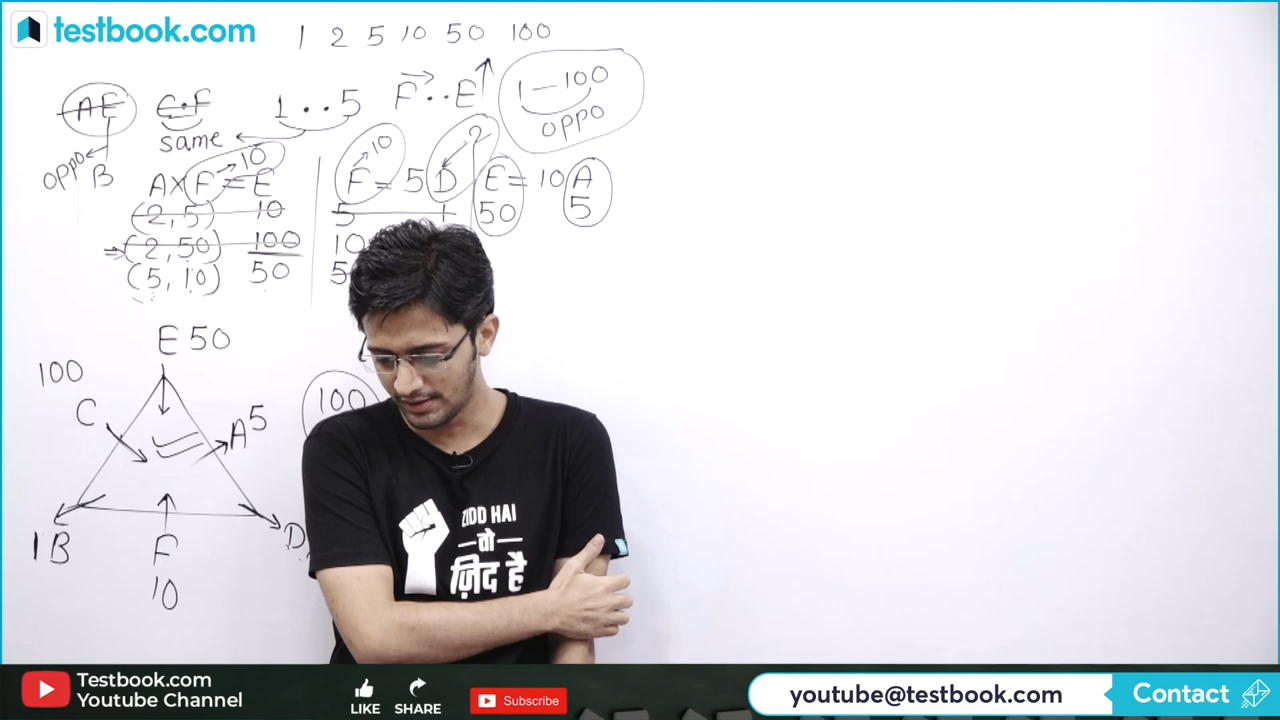 testbook.com
1 2 5 10 50 100
AE C.F 1 . . 5 F . . E 1 — 100
oppo
same
oppo B
A x F = E 10
F = 5 D 10 ?
E = 10 A
(2, 5) 10 5 1 50 5
(2, 50) 100 10
(5, 10) 50 5
E 50
100
C
A 5
100
1 B F D
10
ZIDD HAI
तो
ज़िद है
Testbook.com
Youtube Channel
LIKE SHARE Subscribe
youtube@testbook.com Contact